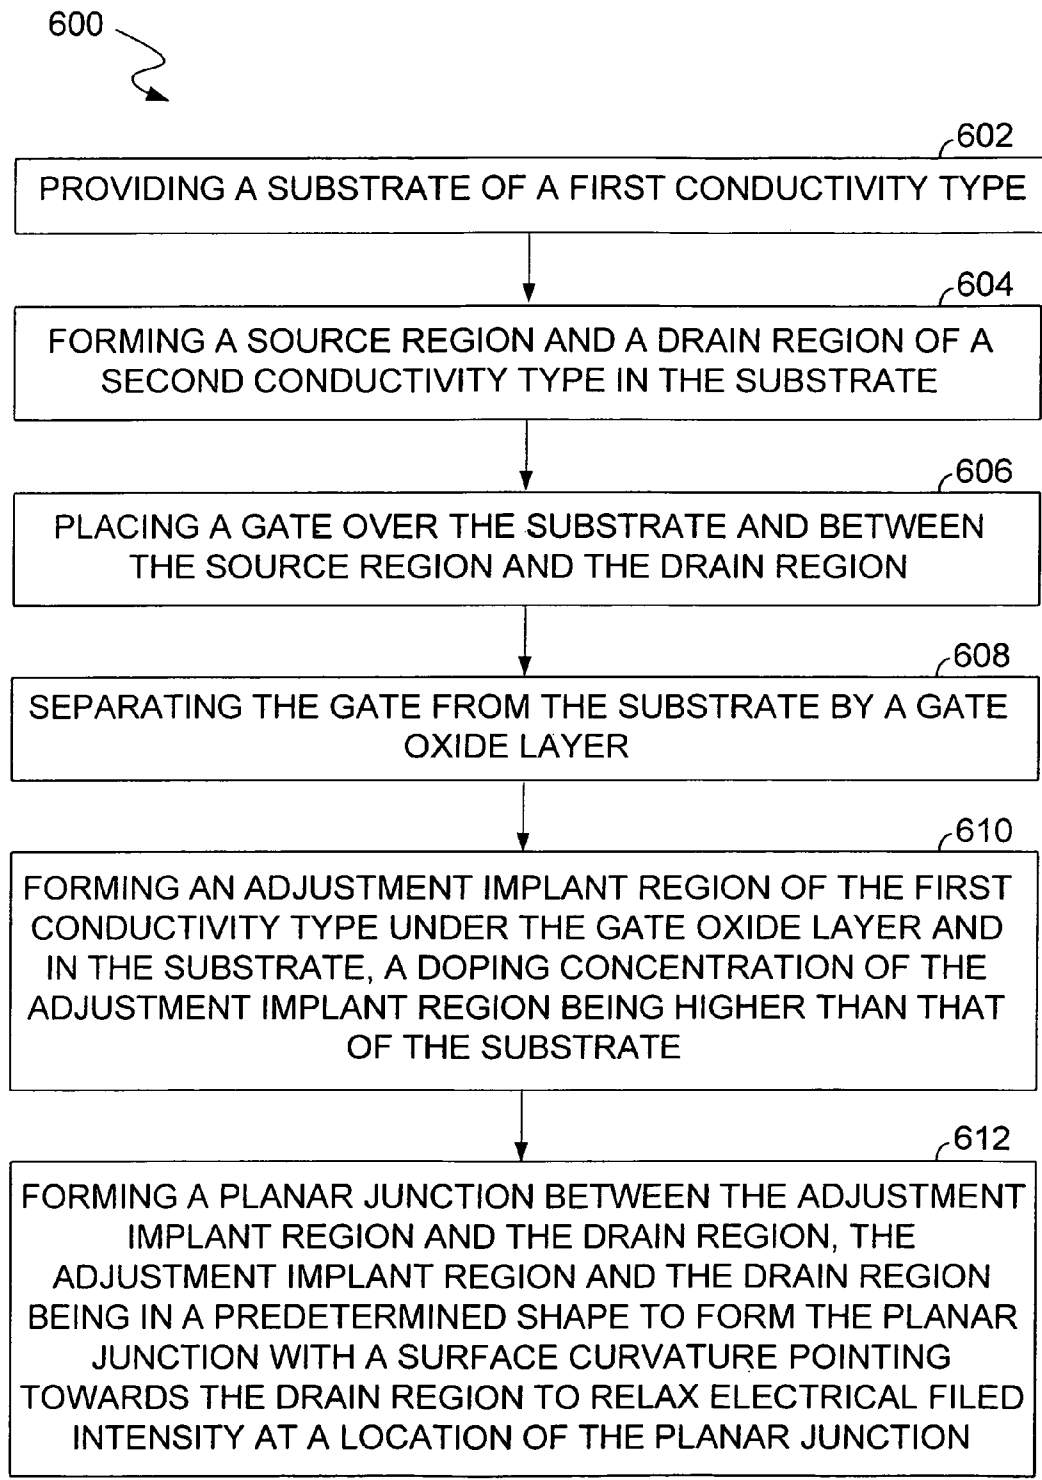 600
602
PROVIDING A SUBSTRATE OF A FIRST CONDUCTIVITY TYPE
604
FORMING A SOURCE REGION AND A DRAIN REGION OF A
SECOND CONDUCTIVITY TYPE IN THE SUBSTRATE
606
PLACING A GATE OVER THE SUBSTRATE AND BETWEEN
THE SOURCE REGION AND THE DRAIN REGION
608
SEPARATING THE GATE FROM THE SUBSTRATE BY A GATE
OXIDE LAYER
610
FORMING AN ADJUSTMENT IMPLANT REGION OF THE FIRST
CONDUCTIVITY TYPE UNDER THE GATE OXIDE LAYER AND
IN THE SUBSTRATE, A DOPING CONCENTRATION OF THE
ADJUSTMENT IMPLANT REGION BEING HIGHER THAN THAT
OF THE SUBSTRATE
612
FORMING A PLANAR JUNCTION BETWEEN THE ADJUSTMENT
IMPLANT REGION AND THE DRAIN REGION, THE
ADJUSTMENT IMPLANT REGION AND THE DRAIN REGION
BEING IN A PREDETERMINED SHAPE TO FORM THE PLANAR
JUNCTION WITH A SURFACE CURVATURE POINTING
TOWARDS THE DRAIN REGION TO RELAX ELECTRICAL FILED
INTENSITY AT A LOCATION OF THE PLANAR JUNCTION